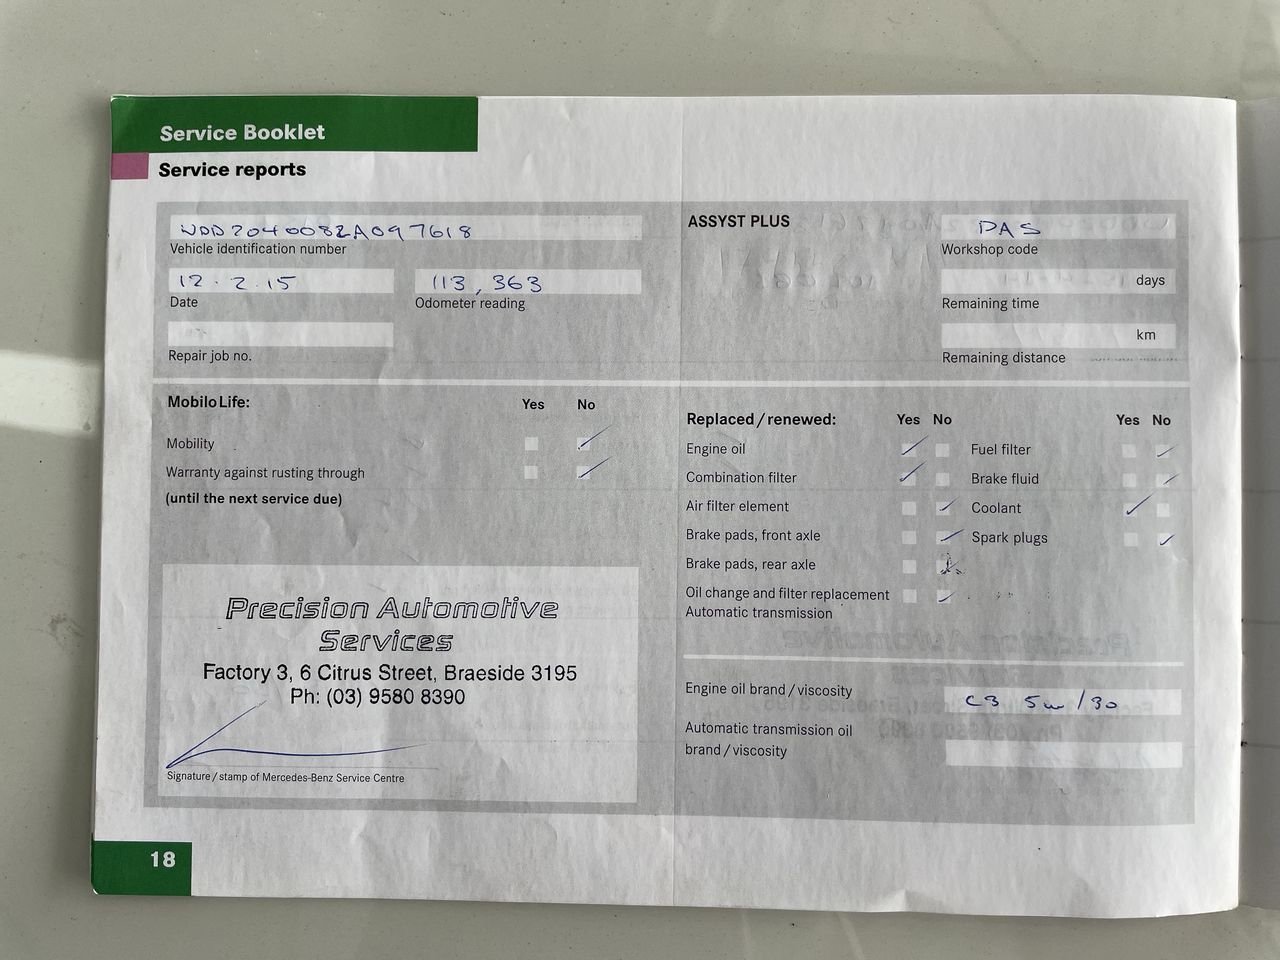 Service Booklet
Service reports
WDD2040082A097618
Vehicle identification number
12.2.15
Date
113,363
Odometer reading
Repair job no.
ASSYST PLUS
PAS
Workshop code
days
Remaining time
km
Remaining distance
MobiloLife: Yes No
Mobility
Warranty against rusting through
(until the next service due)
Precision Automotive
Services
Factory 3, 6 Citrus Street, Braeside 3195
Ph: (03) 9580 8390
Signature/stamp of Mercedes-Benz Service Centre
Replaced/renewed: Yes No Yes No
Engine oil Fuel filter
Combination filter Brake fluid
Air filter element Coolant
Brake pads, front axle Spark plugs
Brake pads, rear axle
Oil change and filter replacement
Automatic transmission
Engine oil brand/viscosity C3 5w/30
Automatic transmission oil
brand/viscosity
18